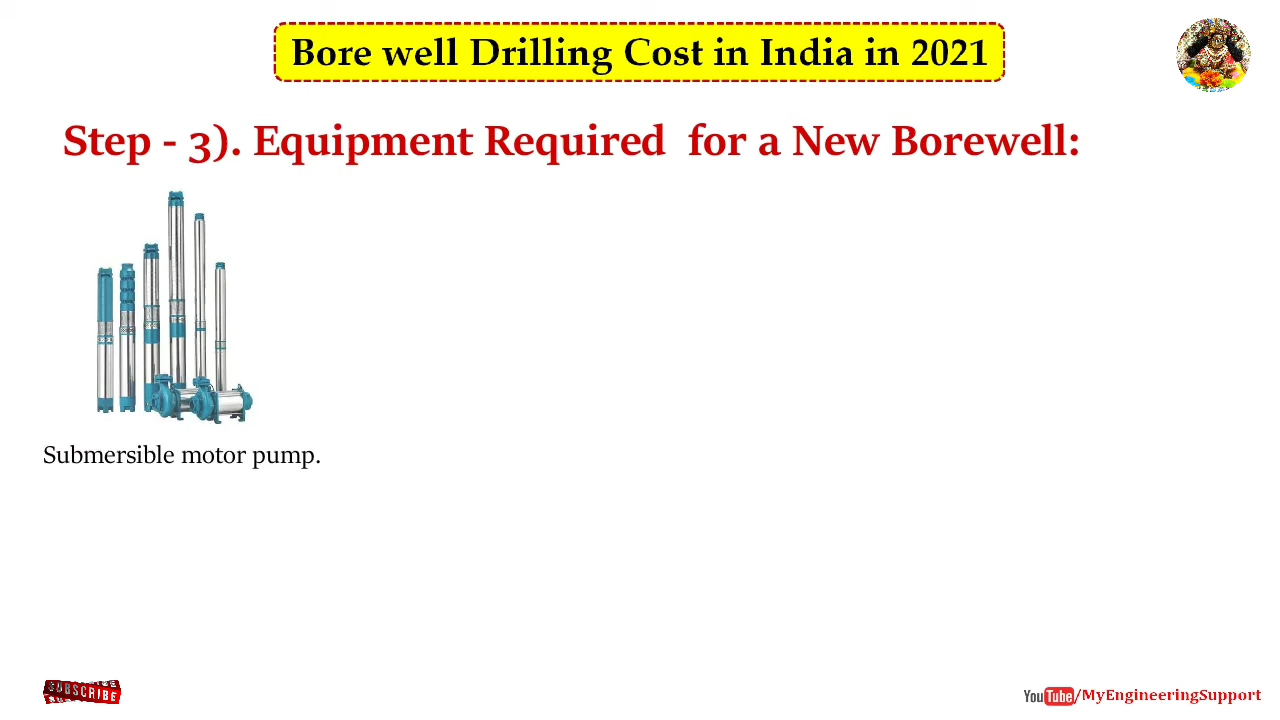 Bore well Drilling Cost in India in 2021
Step - 3). Equipment Required for a New Borewell:
Submersible motor pump.
SUBSCRIBE
YouTube/MyEngineeringSupport